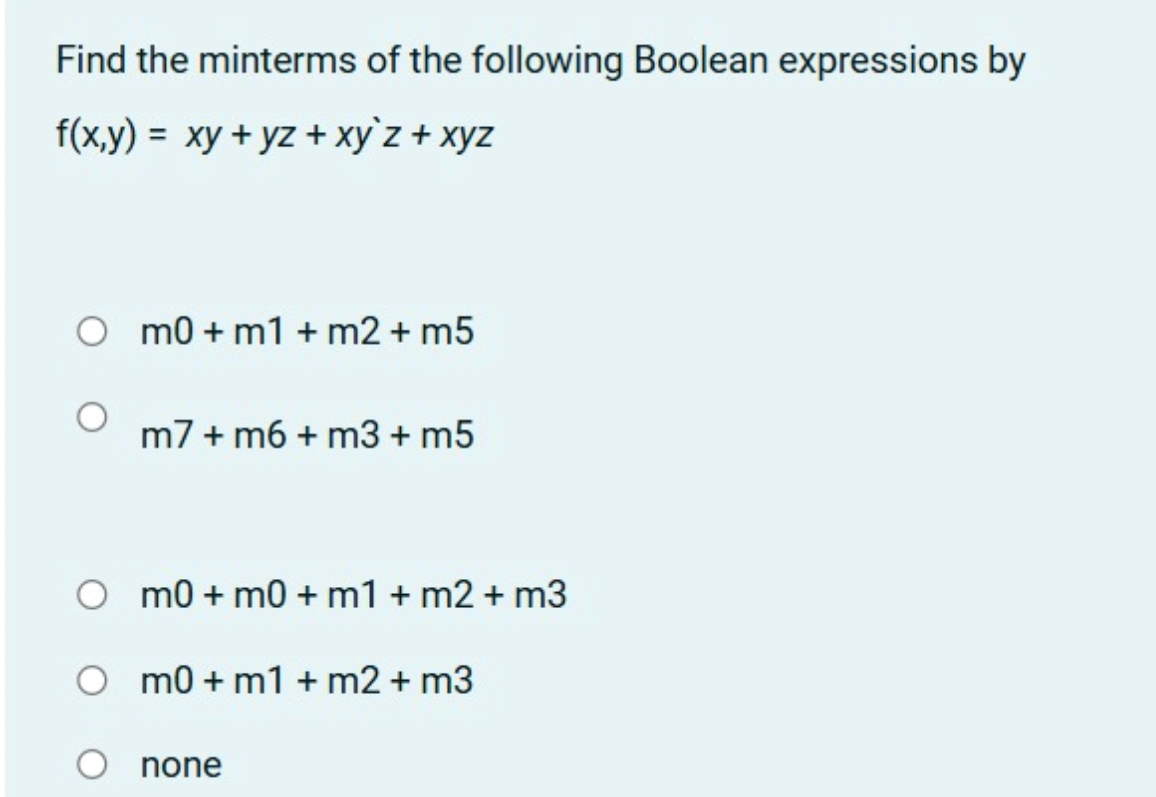 Find the minterms of the following Boolean expressions by
f(x,y) = xy + yz + xy`z + xyz
m0 + m1 + m2 + m5
m7 + m6 + m3 + m5
m0 + m0 + m1 + m2 + m3
m0 + m1 + m2 + m3
none